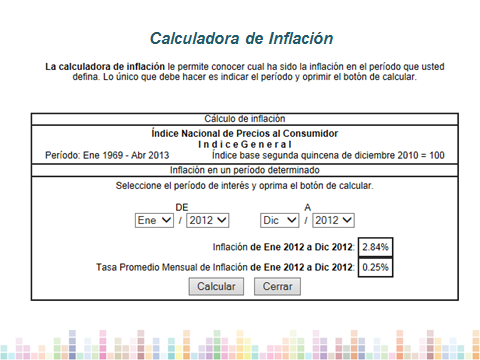 Calculadora de Inflación
La calculadora de inflación le permite conocer cual ha sido la inflación en el período que usted
defina. Lo único que debe hacer es indicar el período y oprimir el botón de calcular.
Cálculo de inflación
Índice Nacional de Precios al Consumidor
I n d i c e G e n e r a l
Período: Ene 1969 - Abr 2013 Índice base segunda quincena de diciembre 2010 = 100
Inflación en un período determinado
Seleccione el período de interés y oprima el botón de calcular.
DE A
Ene / 2012 Dic / 2012
Inflación de Ene 2012 a Dic 2012: 2.84%
Tasa Promedio Mensual de Inflación de Ene 2012 a Dic 2012: 0.25%
Calcular Cerrar